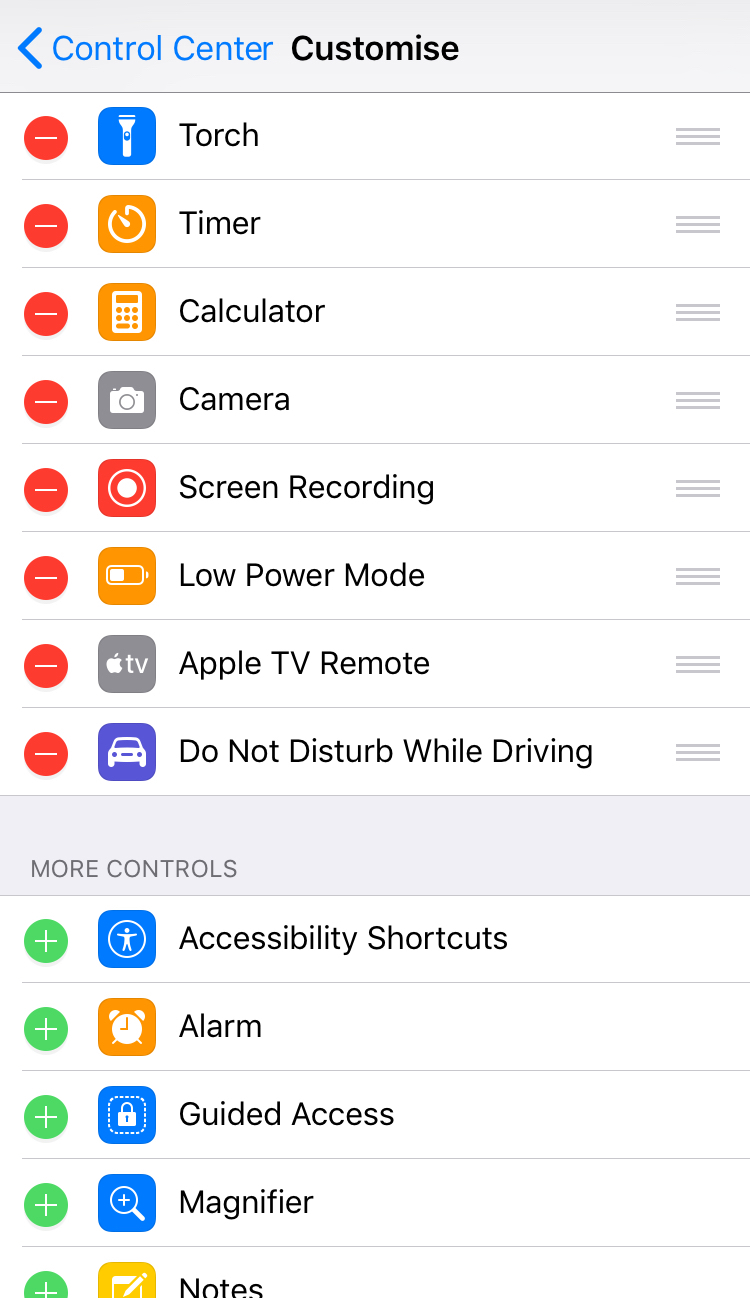 Control Center Customise
Torch
Timer
Calculator
Camera
Screen Recording
Low Power Mode
tv Apple TV Remote
Do Not Disturb While Driving
MORE CONTROLS
Accessibility Shortcuts
Alarm
Guided Access
Magnifier
Notes